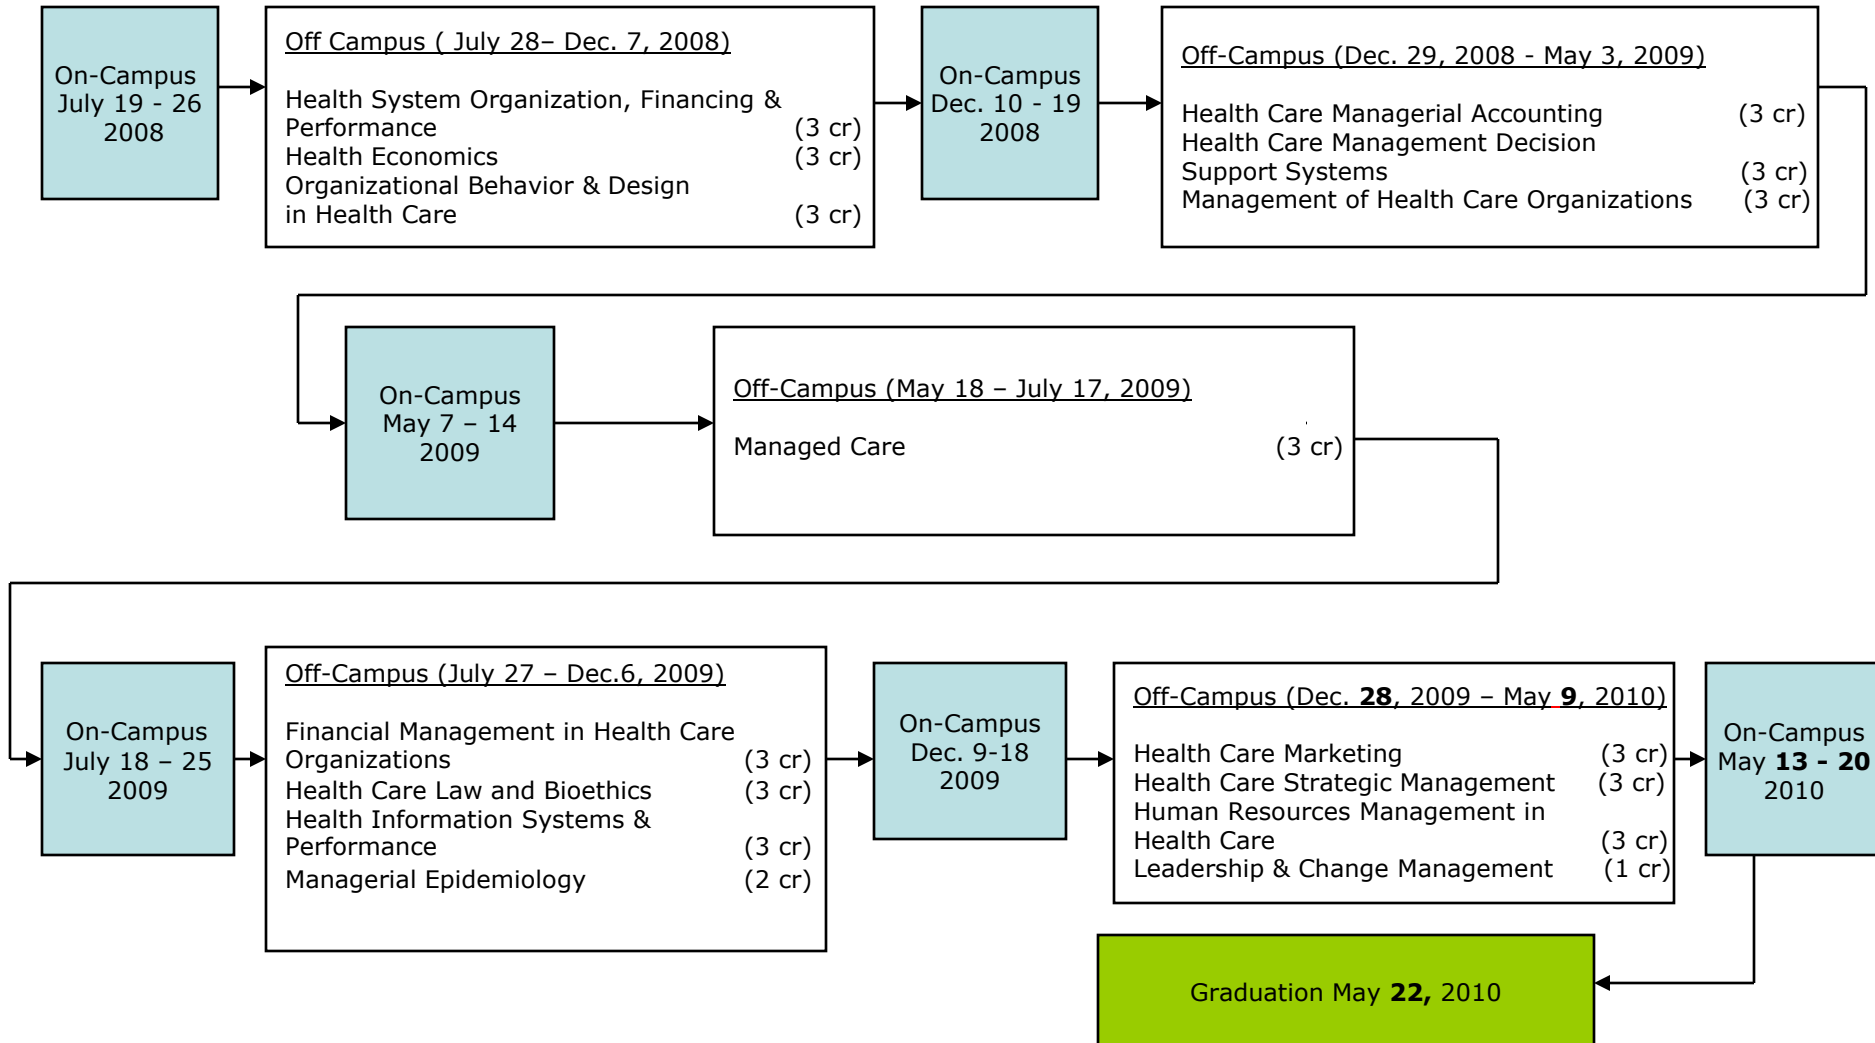 On-Campus
July 19 - 26
2008
Off Campus ( July 28– Dec. 7, 2008)
Health System Organization, Financing &
Performance (3 cr)
Health Economics (3 cr)
Organizational Behavior & Design
in Health Care (3 cr)
On-Campus
Dec. 10 - 19
2008
Off-Campus (Dec. 29, 2008 - May 3, 2009)
Health Care Managerial Accounting (3 cr)
Health Care Management Decision
Support Systems (3 cr)
Management of Health Care Organizations (3 cr)
On-Campus
May 7 – 14
2009
Off-Campus (May 18 – July 17, 2009)
Managed Care (3 cr)
On-Campus
July 18 – 25
2009
Off-Campus (July 27 – Dec.6, 2009)
Financial Management in Health Care
Organizations (3 cr)
Health Care Law and Bioethics (3 cr)
Health Information Systems &
Performance (3 cr)
Managerial Epidemiology (2 cr)
On-Campus
Dec. 9-18
2009
Off-Campus (Dec. 28, 2009 – May 9, 2010)
Health Care Marketing (3 cr)
Health Care Strategic Management (3 cr)
Human Resources Management in
Health Care (3 cr)
Leadership & Change Management (1 cr)
On-Campus
May 13 - 20
2010
Graduation May 22, 2010